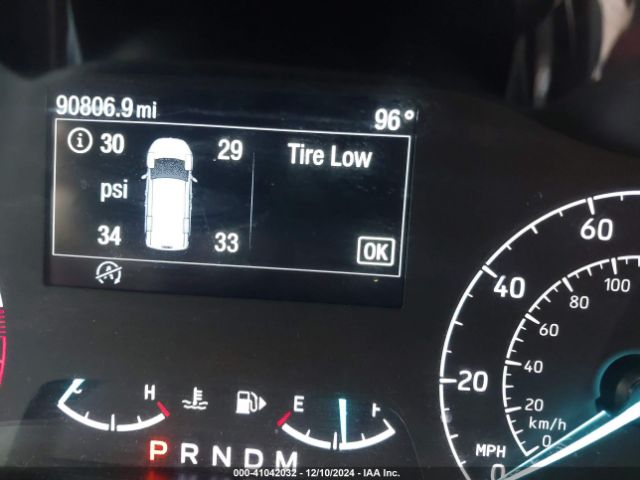 90806.9 mi 96°
30 29 Tire Low
psi
34 33 OK
60
40 100
80
60
20 40
20
km/h
MPH 0
0
H E F
P R N D M
000-41042032 - 12/10/2024 - IAA Inc.